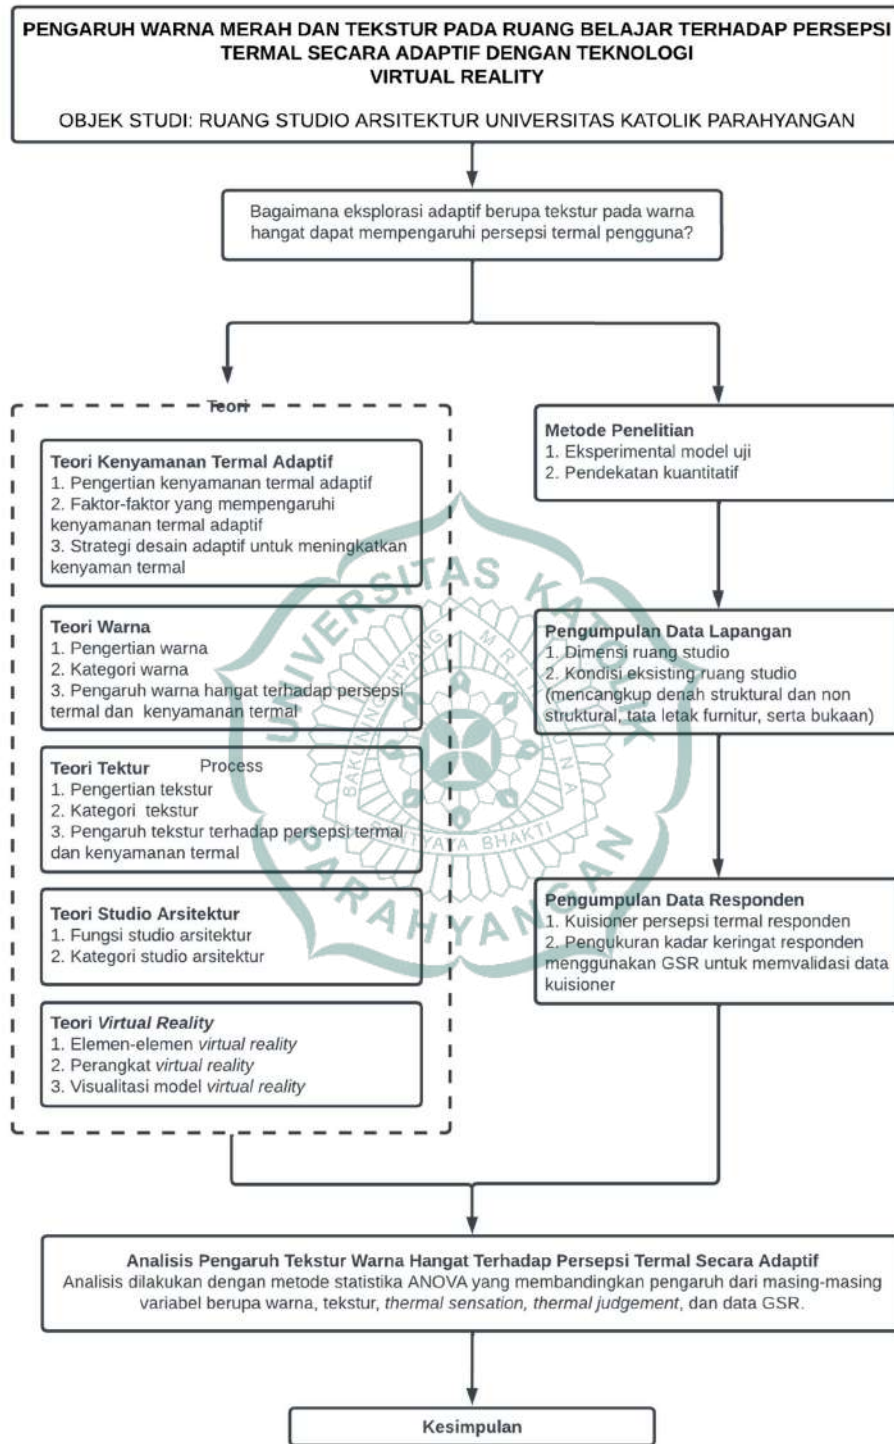 PENGARUH WARNA MERAH DAN TEKSTUR PADA RUANG BELAJAR TERHADAP PERSEPSI
TERMAL SECARA ADAPTIF DENGAN TEKNOLOGI
VIRTUAL REALITY
OBJEK STUDI: RUANG STUDIO ARSITEKTUR UNIVERSITAS KATOLIK PARAHYANGAN
Bagaimana eksplorasi adaptif berupa tekstur pada warna
hangat dapat mempengaruhi persepsi termal pengguna?
Teori
Teori Kenyamanan Termal Adaptif
1. Pengertian kenyamanan termal adaptif
2. Faktor-faktor yang mempengaruhi
kenyamanan termal adaptif
3. Strategi desain adaptif untuk meningkatkan
kenyaman termal
Teori Warna
1. Pengertian warna
2. Kategori warna
3. Pengaruh warna hangat terhadap persepsi
termal dan kenyamanan termal
Teori Tektur
Process
1. Pengertian tekstur
2. Kategori tekstur
3. Pengaruh tekstur terhadap persepsi termal
dan kenyamanan termal
Teori Studio Arsitektur
1. Fungsi studio arsitektur
2. Kategori studio arsitektur
Teori Virtual Reality
1. Elemen-elemen virtual reality
2. Perangkat virtual reality
3. Visualitasi model virtual reality
Metode Penelitian
1. Eksperimental model uji
2. Pendekatan kuantitatif
Pengumpulan Data Lapangan
1. Dimensi ruang studio
2. Kondisi eksisting ruang studio
(mencangkup denah struktural dan non
struktural, tata letak furnitur, serta bukaan)
Pengumpulan Data Responden
1. Kuisioner persepsi termal responden
2. Pengukuran kadar keringat responden
menggunakan GSR untuk memvalidasi data
kuisioner
Analisis Pengaruh Tekstur Warna Hangat Terhadap Persepsi Termal Secara Adaptif
Analisis dilakukan dengan metode statistika ANOVA yang membandingkan pengaruh dari masing-masing
variabel berupa warna, tekstur, thermal sensation, thermal judgement, dan data GSR.
Kesimpulan
UNIVERSITAS KATOLIK
PARAHYANGAN
BHAKTI